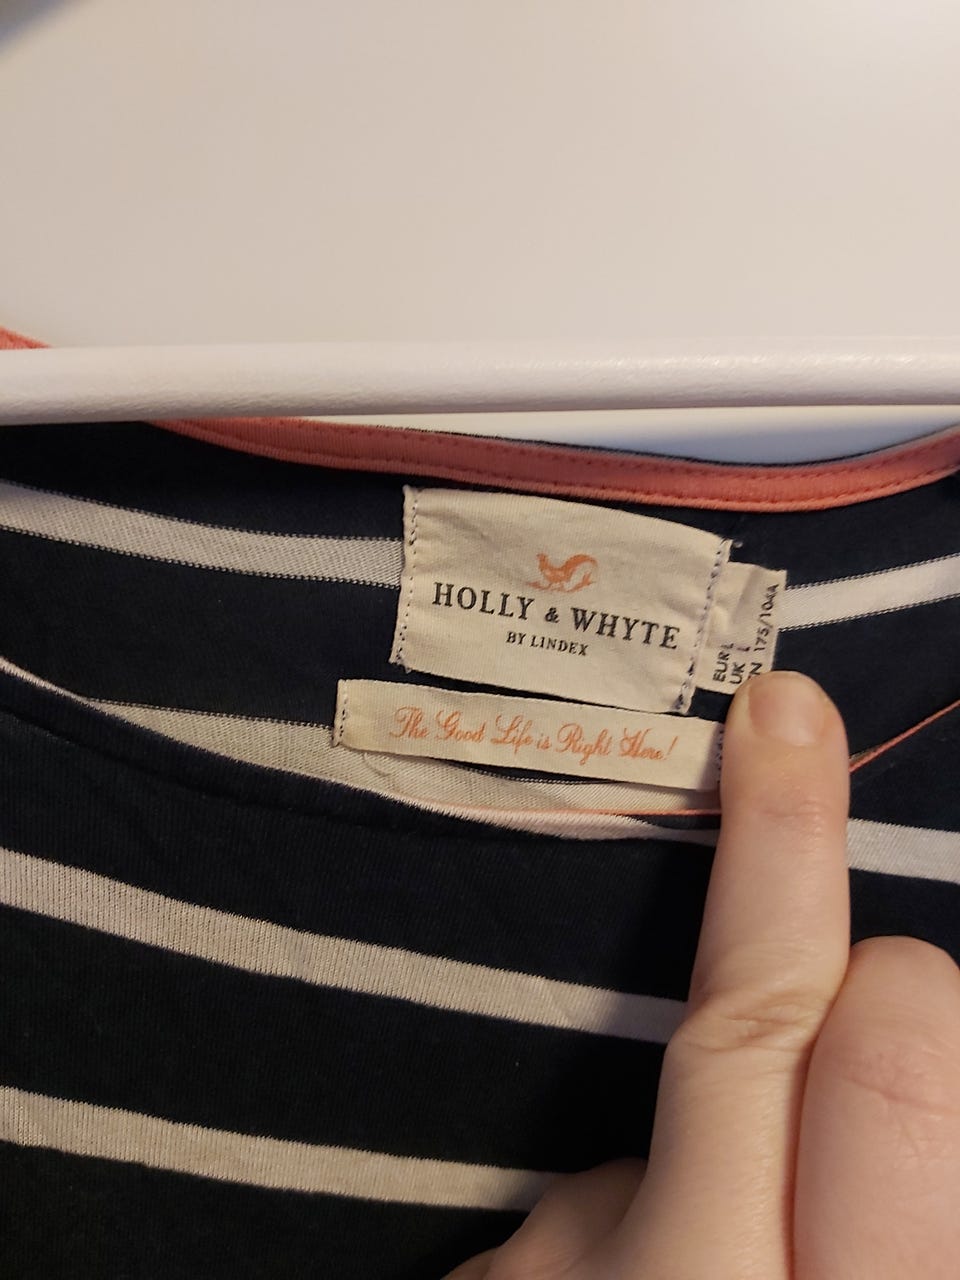 HOLLY & WHYTE
BY LINDEX
EUR L
UK L
175/104A
The Good Life is Right Here!